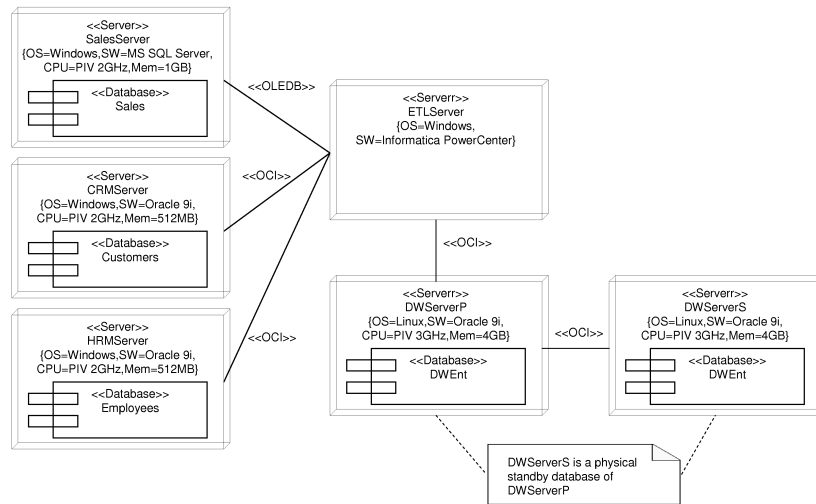 <<Server>>
SalesServer
{OS=Windows,SW=MS SQL Server,
CPU=PIV 2GHz,Mem=1GB}
<<Database>>
Sales
<<OLEDB>>
<<Serverr>>
ETLServer
{OS=Windows,
SW=Informatica PowerCenter}
<<Server>>
CRMServer
{OS=Windows,SW=Oracle 9i,
CPU=PIV 2GHz,Mem=512MB}
<<Database>>
Customers
<<OCI>>
<<Server>>
HRMServer
{OS=Windows,SW=Oracle 9i,
CPU=PIV 2GHz,Mem=512MB}
<<Database>>
Employees
<<OCI>>
<<OCI>>
<<Serverr>>
DWServerP
{OS=Linux,SW=Oracle 9i,
CPU=PIV 3GHz,Mem=4GB}
<<Database>>
DWEnt
<<OCI>>
<<Serverr>>
DWServerS
{OS=Linux,SW=Oracle 9i,
CPU=PIV 3GHz,Mem=4GB}
<<Database>>
DWEnt
DWServerS is a physical
standby database of
DWServerP